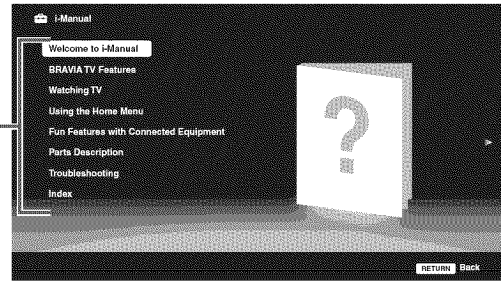 i-Manual
Welcome to i-Manual
BRAVIA TV Features
Watching TV
Using the Home Menu
Fun Features with Connected Equipment
Parts Description
Troubleshooting
Index
?
RETURN Back